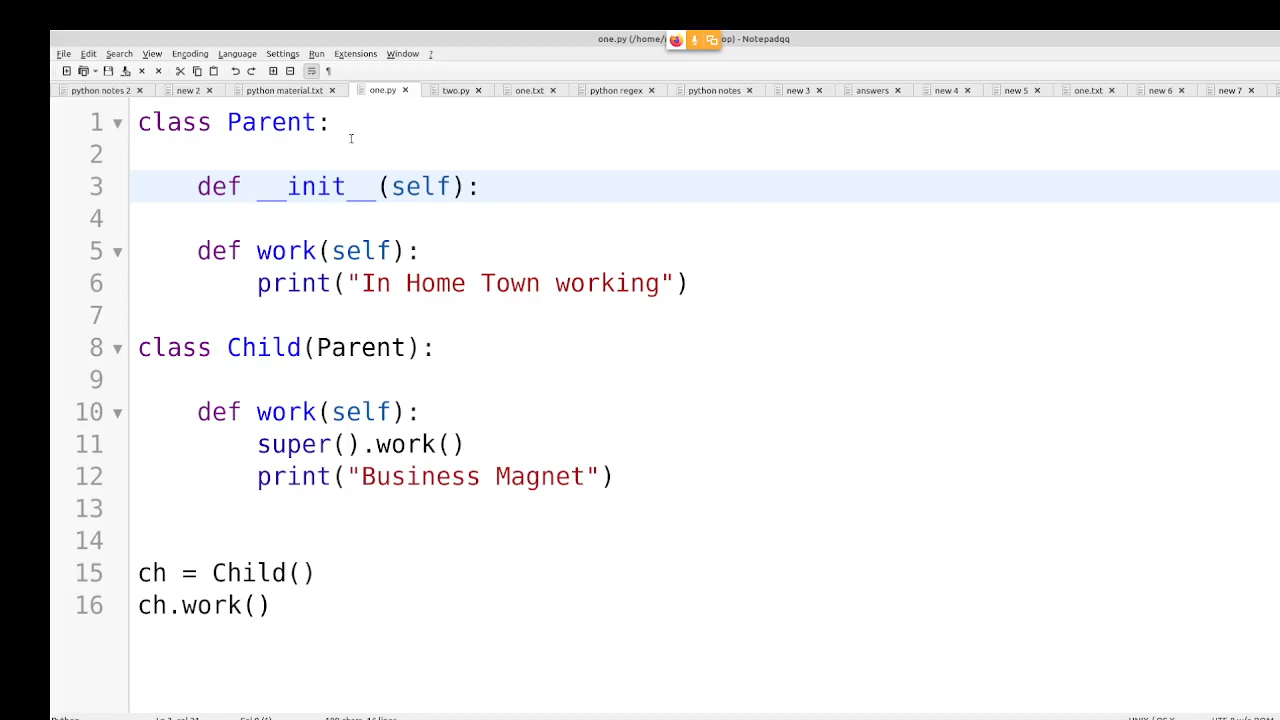 one.py (/home/ op) - Notepadqq
File Edit Search View Encoding Language Settings Run Extensions Window ?
python notes 2 new 2 python material.txt one.py two.py one.txt python regex python notes new 3 answers new 4 new 5 one.txt new 6 new 7
1 class Parent:
2
3     def __init__(self):
4
5     def work(self):
6         print("In Home Town working")
7
8 class Child(Parent):
9
10     def work(self):
11         super().work()
12         print("Business Magnet")
13
14
15 ch = Child()
16 ch.work()